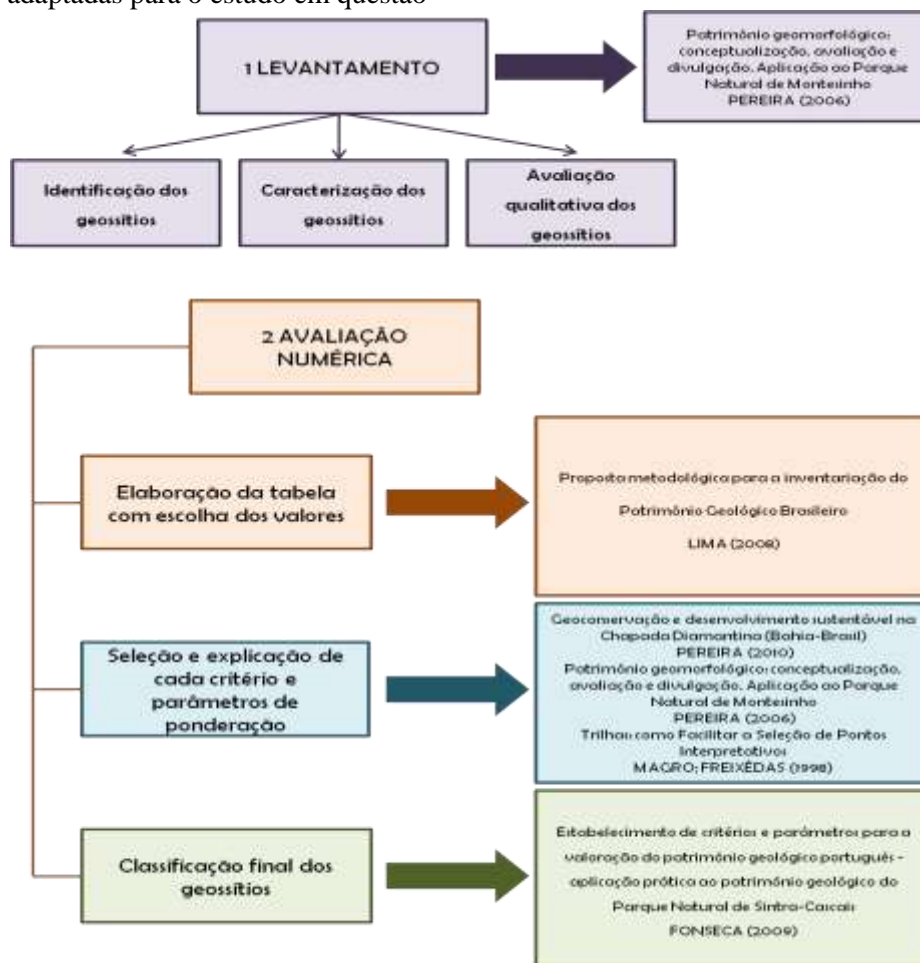 adaptadas para o estudo em questão
1 LEVANTAMENTO
Patrimônio geomorfológico:
conceptualização, avaliação e
divulgação. Aplicação ao Parque
Natural de Montesinho
PEREIRA (2006)
Identificação dos
geossítios
Caracterização dos
geossítios
Avaliação
qualitativa dos
geossítios
2 AVALIAÇÃO
NUMÉRICA
Elaboração da tabela
com escolha dos valores
Proposta metodológica para a inventariação do
Patrimônio Geológico Brasileiro
LIMA (2008)
Seleção e explicação de
cada critério e
parâmetros de
ponderação
Geoconservação e desenvolvimento sustentável na
Chapada Diamantina (Bahia-Brasil)
PEREIRA (2010)
Patrimônio geomorfológico: conceptualização,
avaliação e divulgação. Aplicação ao Parque
Natural de Montesinho
PEREIRA (2006)
Trilhas: como Facilitar a Seleção de Pontos
Interpretativos
MAGRO; FREIXÊDAS (1998)
Classificação final dos
geossítios
Estabelecimento de critérios e parâmetros para a
valoração do patrimônio geológico português -
aplicação prática ao patrimônio geológico do
Parque Natural de Sintra-Cascais
FONSECA (2009)